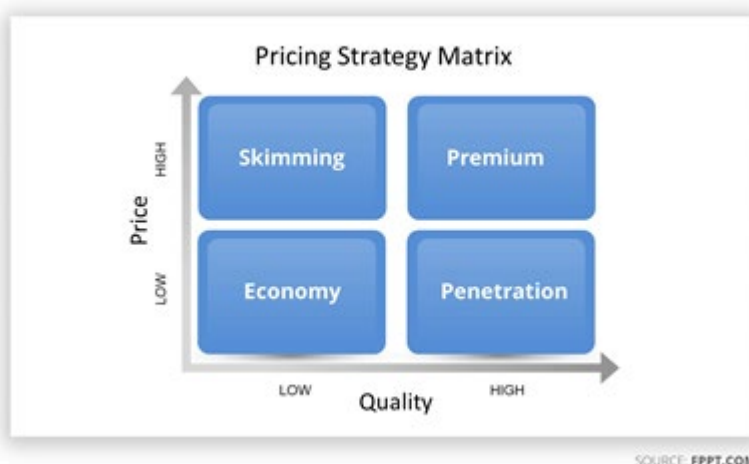 Pricing Strategy Matrix
HIGH
Skimming
Premium
Price
LOW
Economy
Penetration
LOW
HIGH
Quality
SOURCE: FPPT.COM